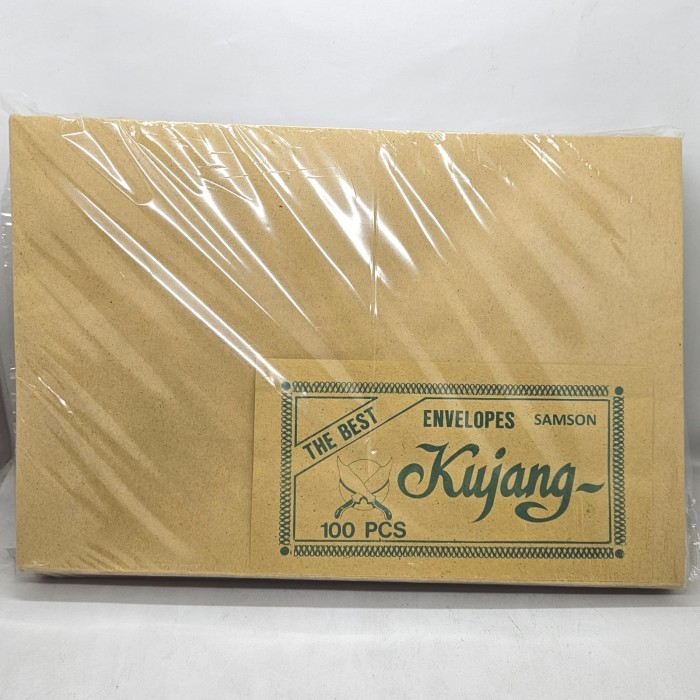 THE BEST
ENVELOPES SAMSON
Kujang
100 PCS